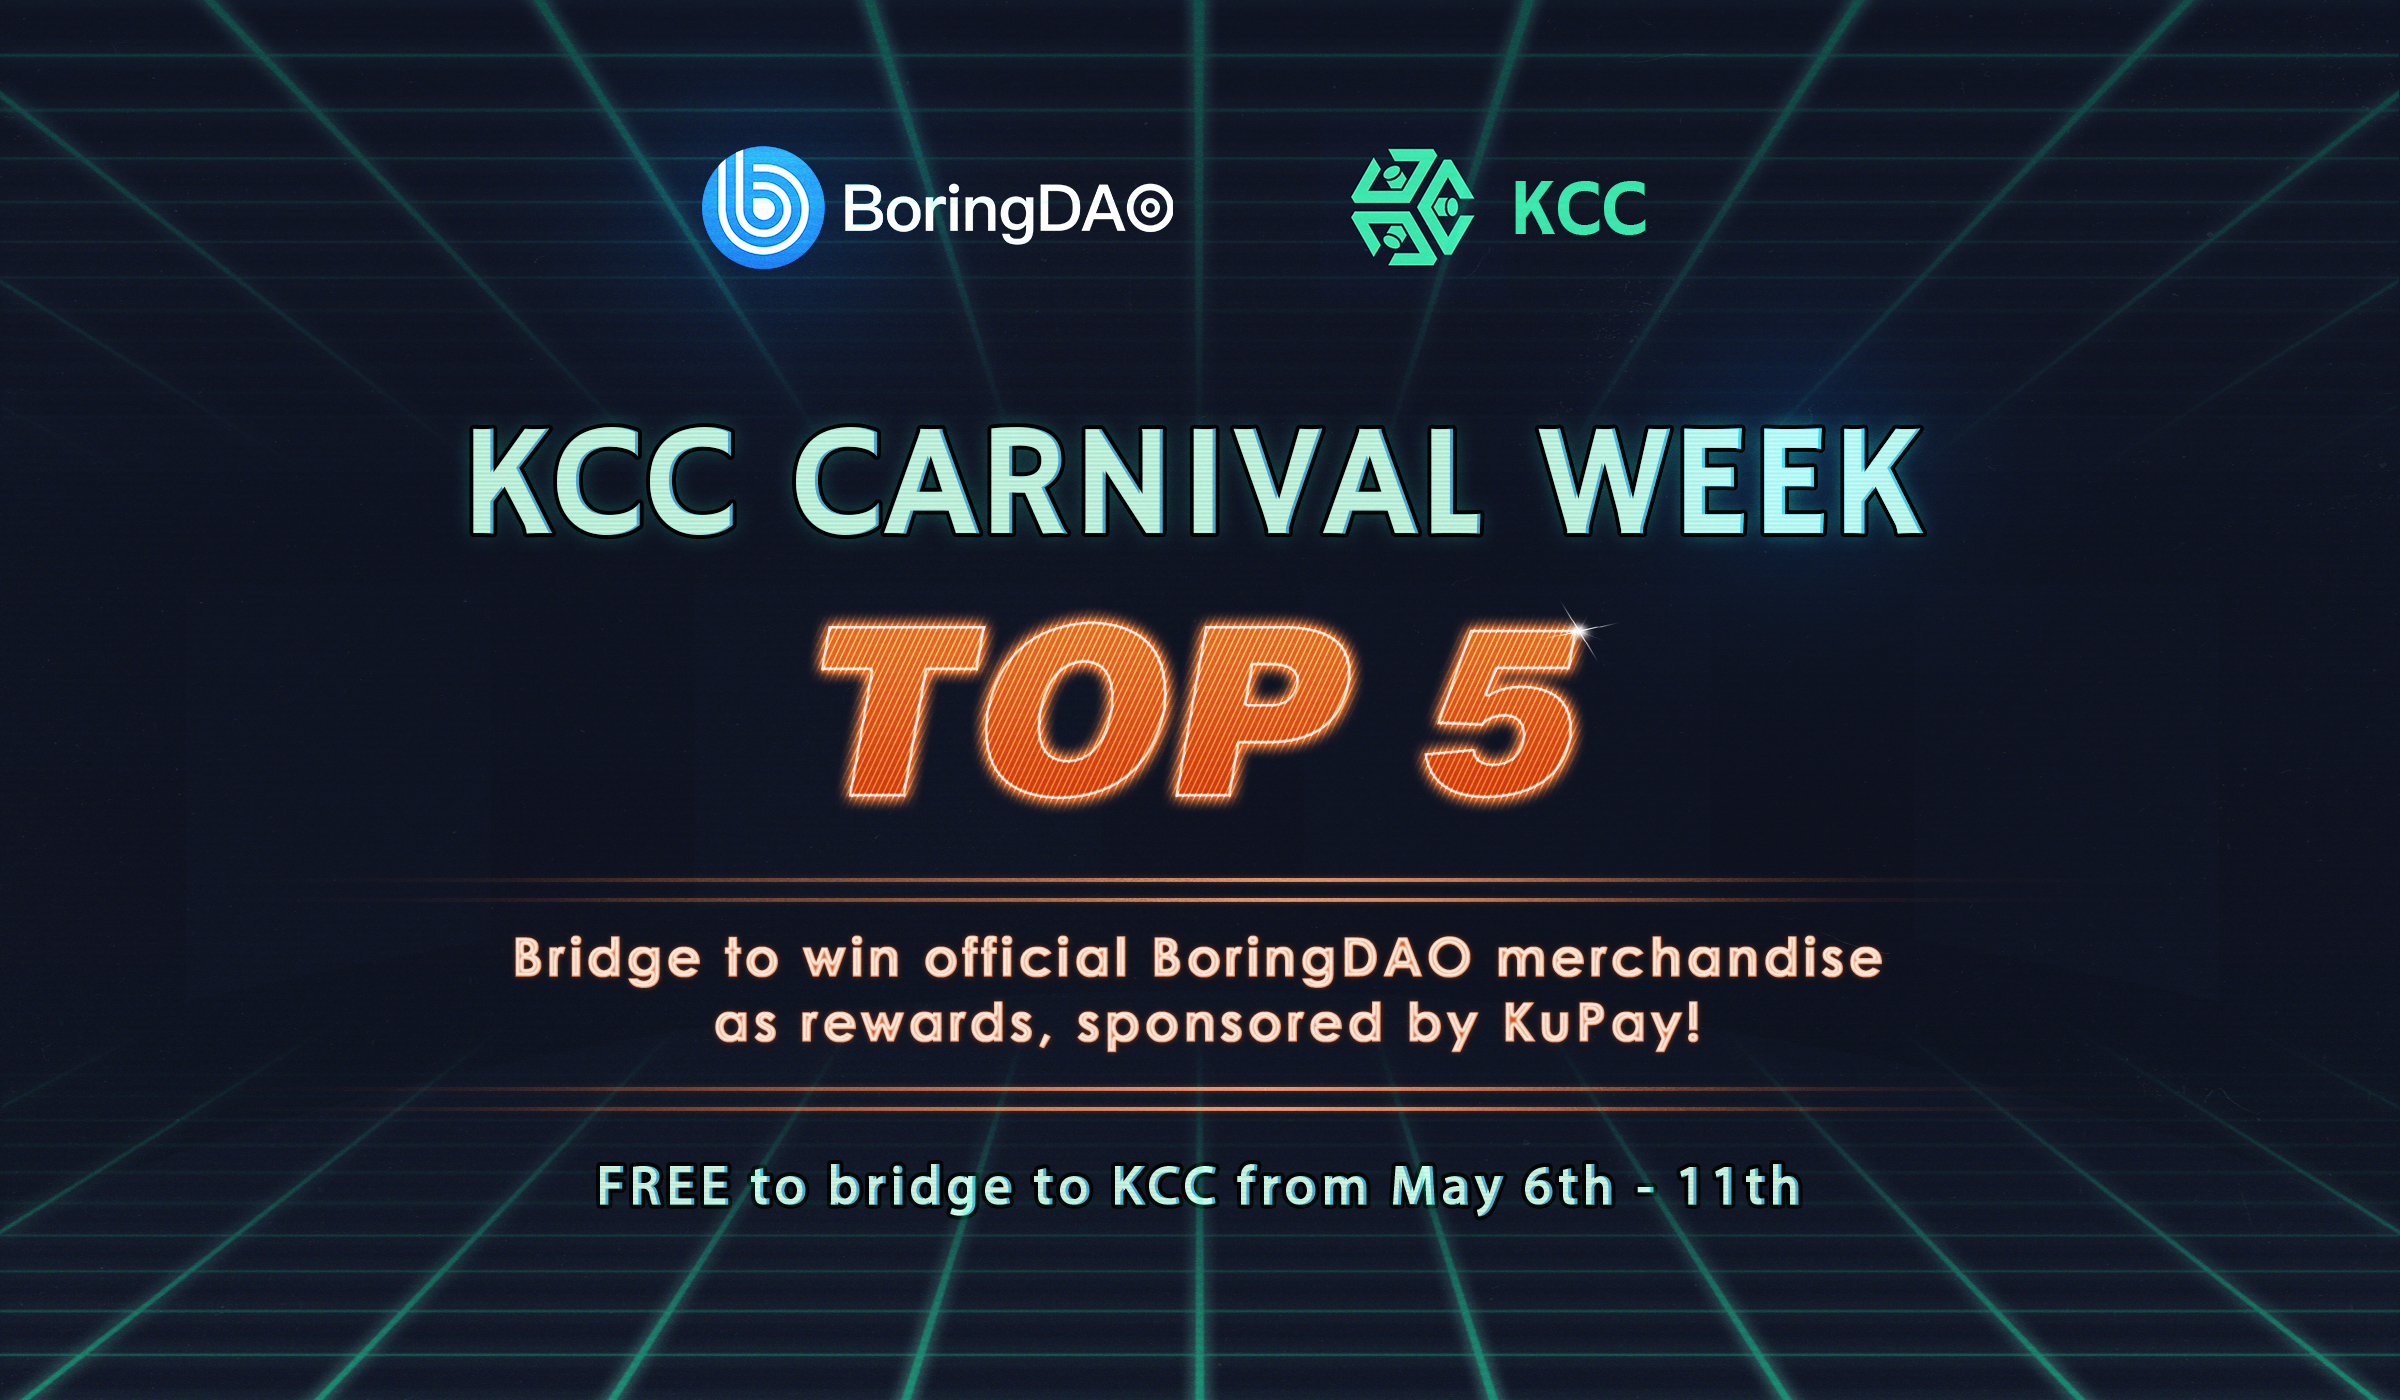 BoringDAO
KCC
KCC CARNIVAL WEEK
TOP 5
Bridge to win official BoringDAO merchandise
as rewards, sponsored by KuPay!
FREE to bridge to KCC from May 6th - 11th